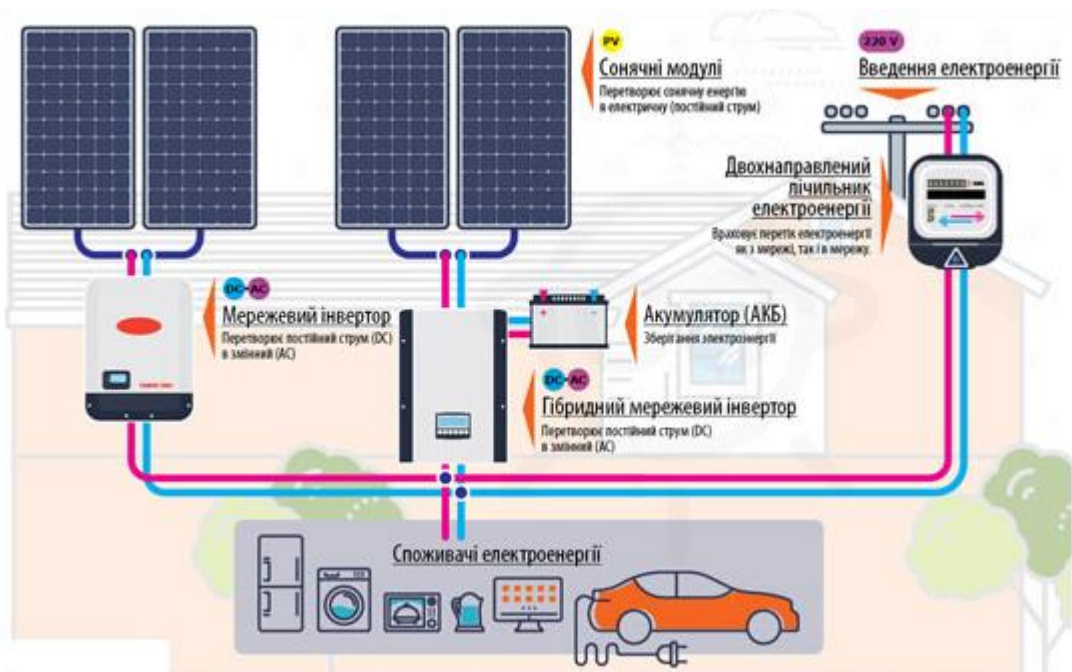 PV
Сонячні модулі
Перетворює сонячну енергію
в електричну (постійний струм)
220 V
Введення електроенергії
Двохнаправлений
лічильник
електроенергії
Враховує перетік електроенергії
як з мережі, так і в мережу.
DC-AC
Мережевий інвертор
Перетворює постійний струм (DC)
в змінний (AC)
Акумулятор (АКБ)
Зберігання электроэнергії
DC-AC
Гібридний мережевий інвертор
Перетворює постійний струм (DC)
в змінний (AC)
Споживачі електроенергії